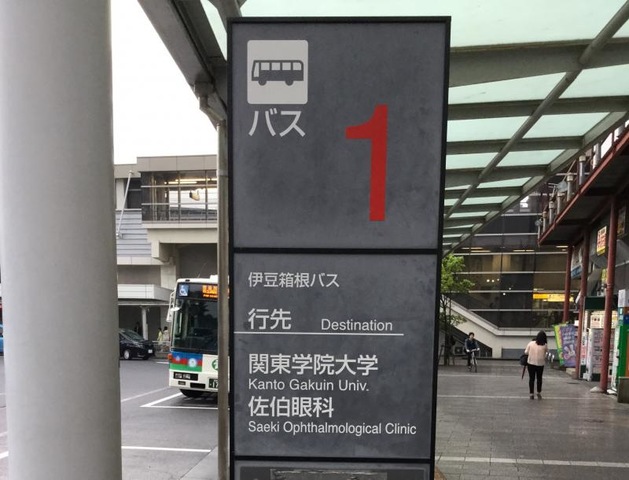 バス
1
伊豆箱根バス
行先 Destination
関東学院大学
Kanto Gakuin Univ.
佐伯眼科
Saeki Ophthalmological Clinic